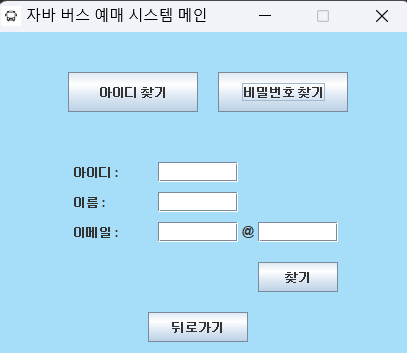 자바 버스 예매 시스템 메인
아이디 찾기 비밀번호 찾기
아이디 :
이름 :
이메일 : @
찾기
뒤로가기